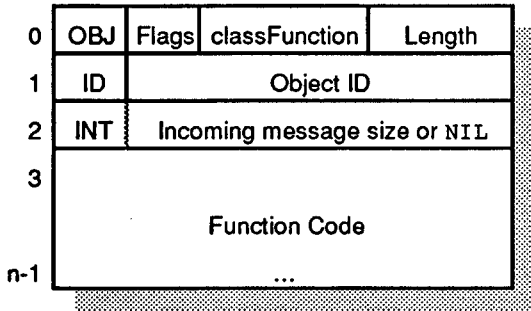 0 OBJ Flags classFunction Length
1 ID Object ID
2 INT Incoming message size or NIL
3
Function Code
n-1 ...